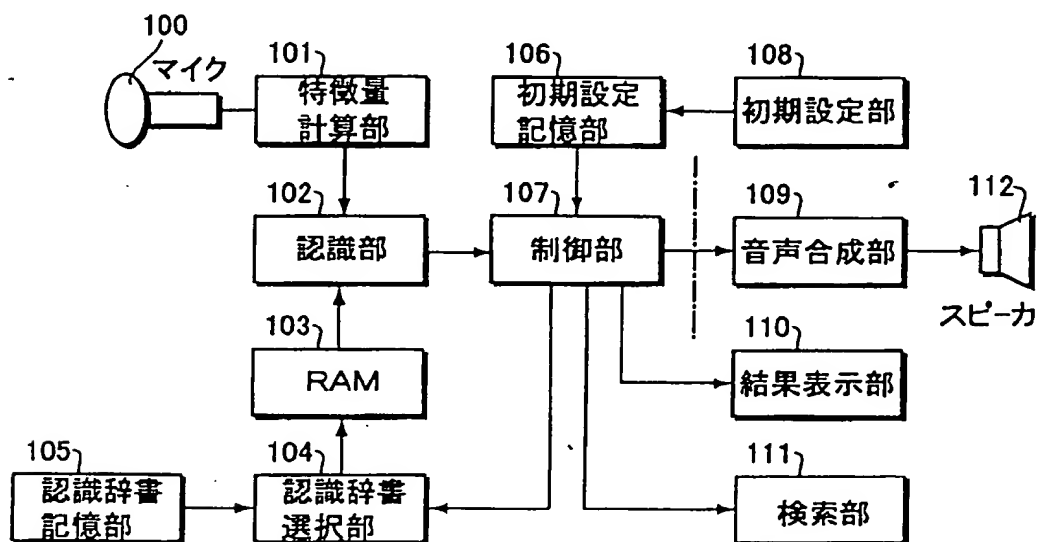 100
マイク
101
特徴量
計算部
106
初期設定
記憶部
108
初期設定部
102
認識部
107
制御部
109
音声合成部
112
スピーカ
103
RAM
110
結果表示部
105
認識辞書
記憶部
104
認識辞書
選択部
111
検索部